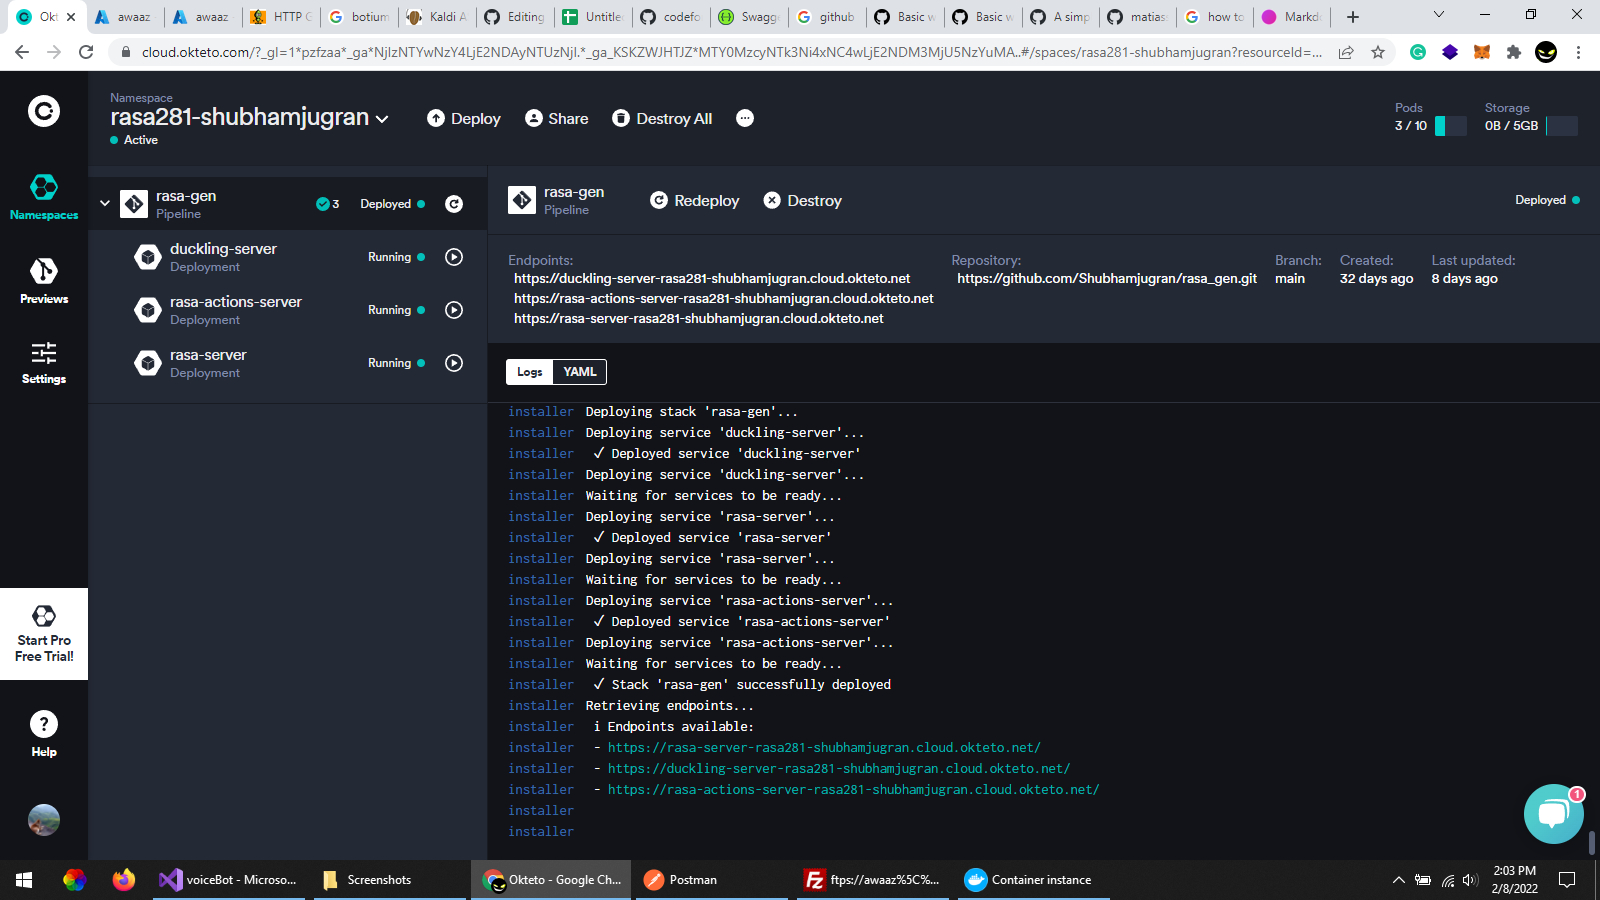 Okt
awaaz
awaaz
HTTP G
botium
Kaldi A
Editing
Untitle
codefo
Swagg
github
Basic w
Basic w
A simp
matias
how to
Markd
cloud.okteto.com/?_gl=1*pzfzaa*_ga*NjIzNTYwNzY4LjE2NDAyNTUzNjI.*_ga_KSKZWJHTJZ*MTY0MzcyNTk3Ni4xNC4wLjE2NDM3MjU5NzYuMA..#/spaces/rasa281-shubhamjugran?resourceId=...
Namespace
rasa281-shubhamjugran
Active
Deploy
Share
Destroy All
Pods
3 / 10
Storage
0B / 5GB
Namespaces
Previews
Settings
Start Pro
Free Trial!
Help
rasa-gen
Pipeline
3
Deployed
duckling-server
Deployment
Running
rasa-actions-server
Deployment
Running
rasa-server
Deployment
Running
rasa-gen
Pipeline
Redeploy
Destroy
Deployed
Endpoints:
https://duckling-server-rasa281-shubhamjugran.cloud.okteto.net
https://rasa-actions-server-rasa281-shubhamjugran.cloud.okteto.net
https://rasa-server-rasa281-shubhamjugran.cloud.okteto.net
Repository:
https://github.com/Shubhamjugran/rasa_gen.git
Branch:
main
Created:
32 days ago
Last updated:
8 days ago
Logs
YAML
installer Deploying stack 'rasa-gen'...
installer Deploying service 'duckling-server'...
installer ✓ Deployed service 'duckling-server'
installer Deploying service 'duckling-server'...
installer Waiting for services to be ready...
installer Deploying service 'rasa-server'...
installer ✓ Deployed service 'rasa-server'
installer Deploying service 'rasa-server'...
installer Waiting for services to be ready...
installer Deploying service 'rasa-actions-server'...
installer ✓ Deployed service 'rasa-actions-server'
installer Deploying service 'rasa-actions-server'...
installer Waiting for services to be ready...
installer ✓ Stack 'rasa-gen' successfully deployed
installer Retrieving endpoints...
installer i Endpoints available:
installer - https://rasa-server-rasa281-shubhamjugran.cloud.okteto.net/
installer - https://duckling-server-rasa281-shubhamjugran.cloud.okteto.net/
installer - https://rasa-actions-server-rasa281-shubhamjugran.cloud.okteto.net/
installer
installer
1
voiceBot - Microso...
Screenshots
Okteto - Google Ch...
Postman
ftps://awaaz%5C%...
Container instance
2:03 PM
2/8/2022